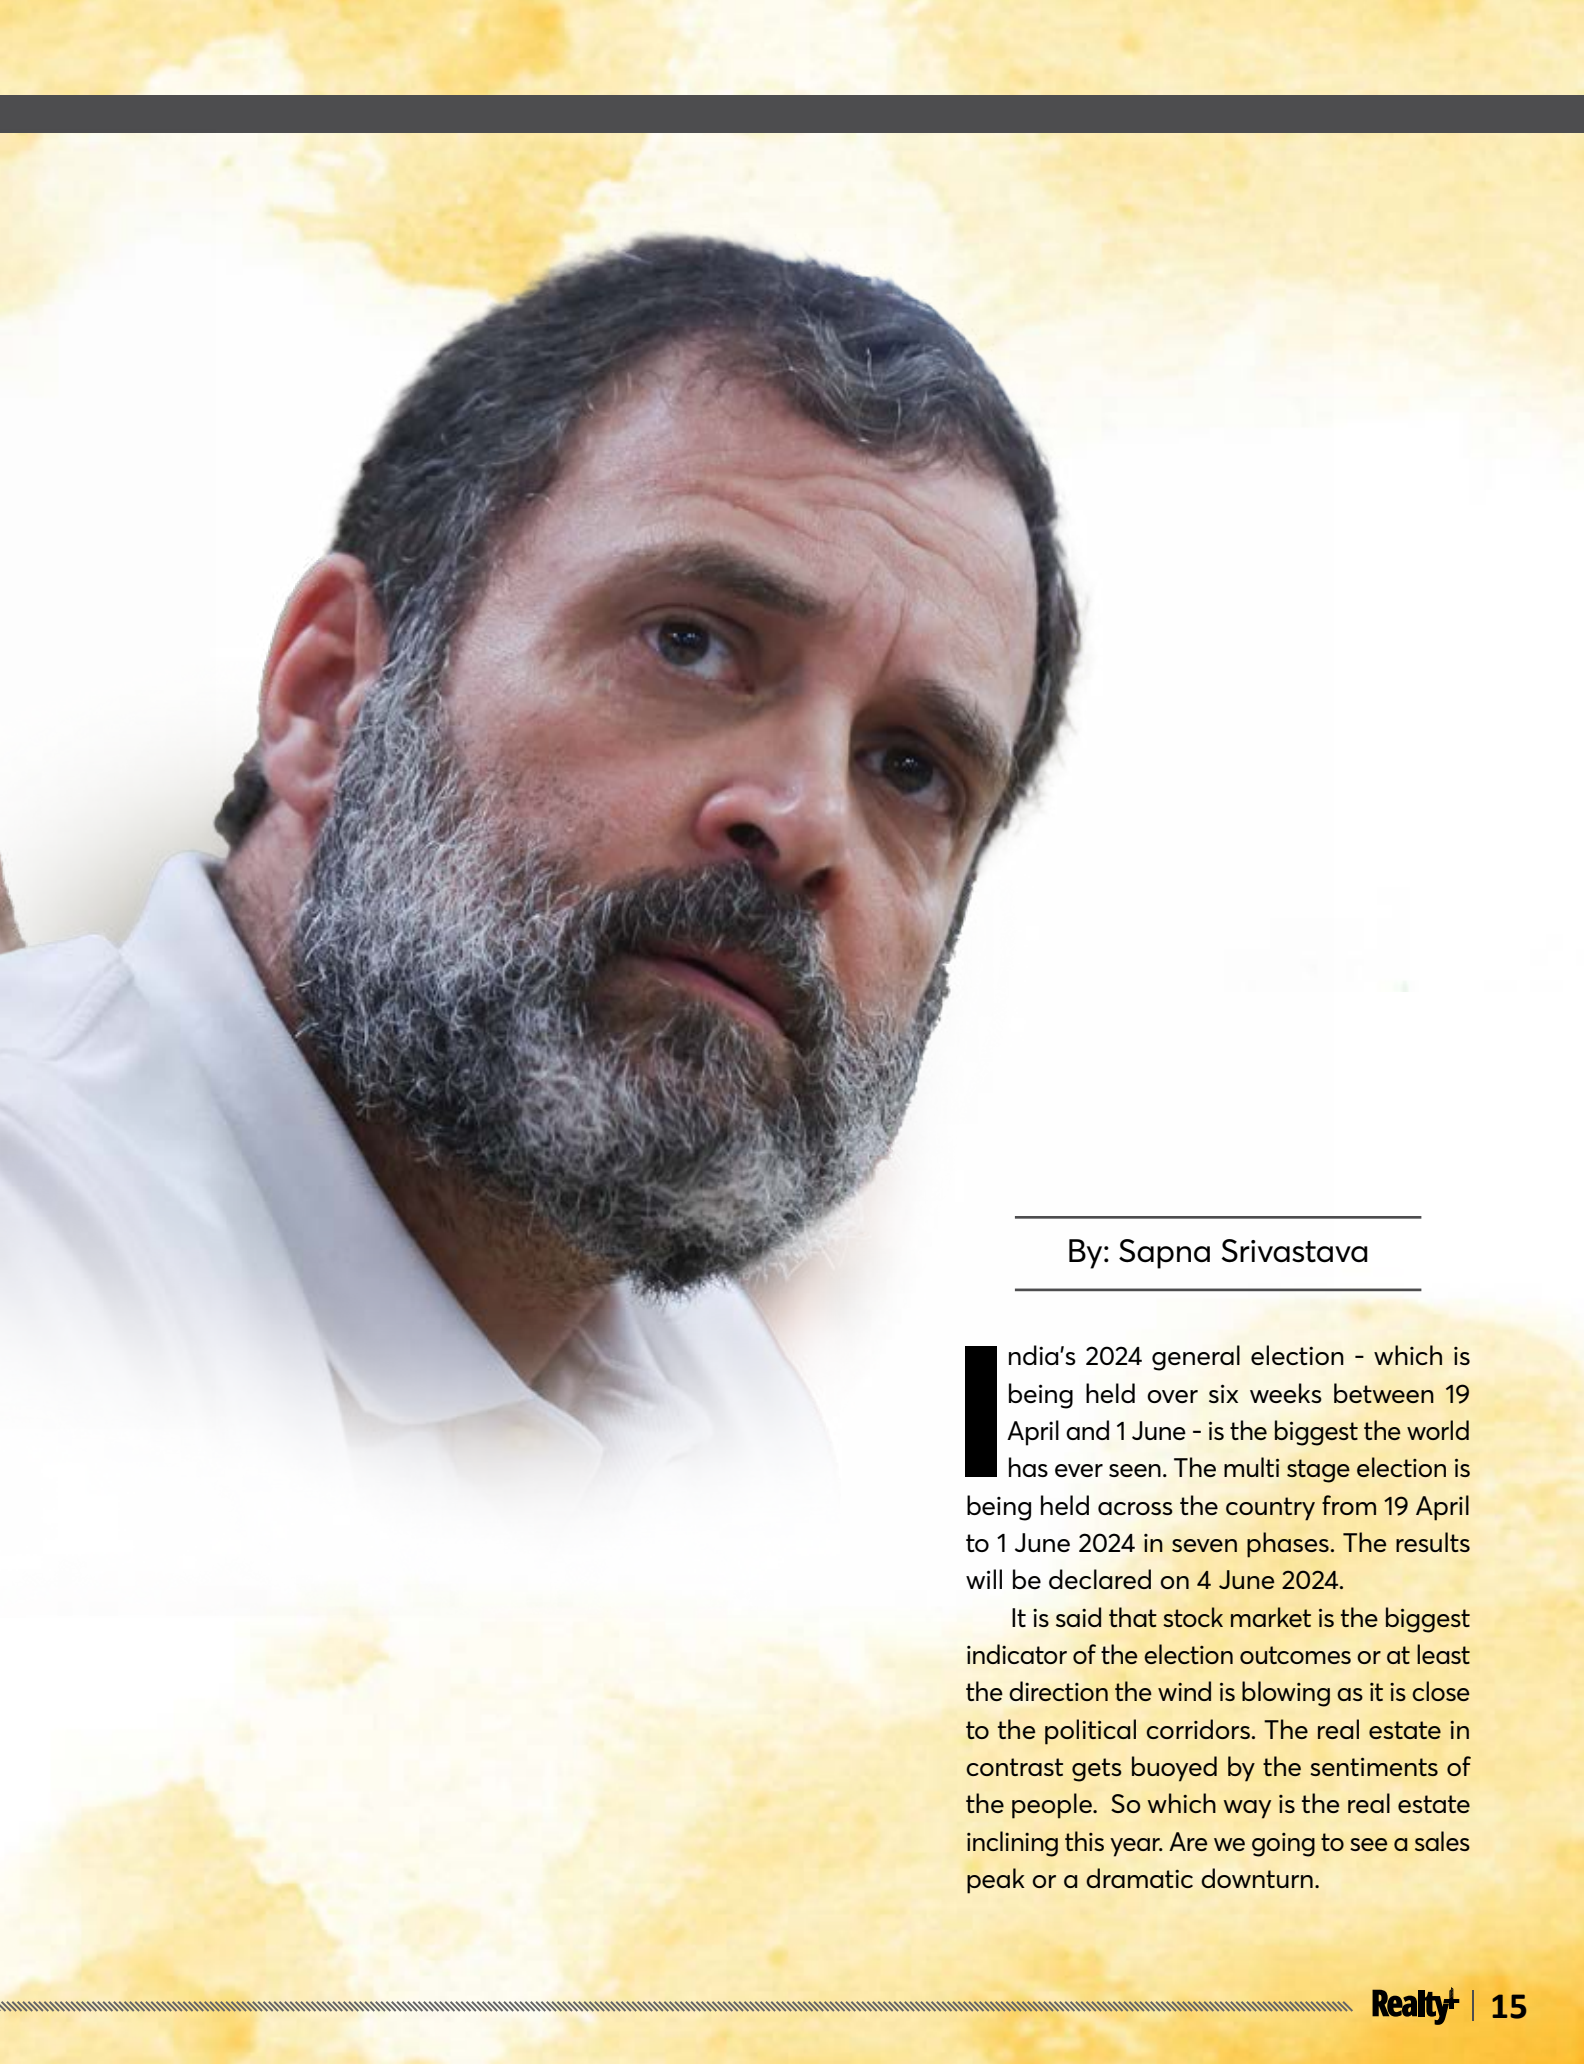 By: Sapna Srivastava
India's 2024 general election - which is
being held over six weeks between 19
April and 1 June - is the biggest the world
has ever seen. The multi stage election is
being held across the country from 19 April
to 1 June 2024 in seven phases. The results
will be declared on 4 June 2024.
It is said that stock market is the biggest
indicator of the election outcomes or at least
the direction the wind is blowing as it is close
to the political corridors. The real estate in
contrast gets buoyed by the sentiments of
the people.  So which way is the real estate
inclining this year. Are we going to see a sales
peak or a dramatic downturn.
Realty+ | 15